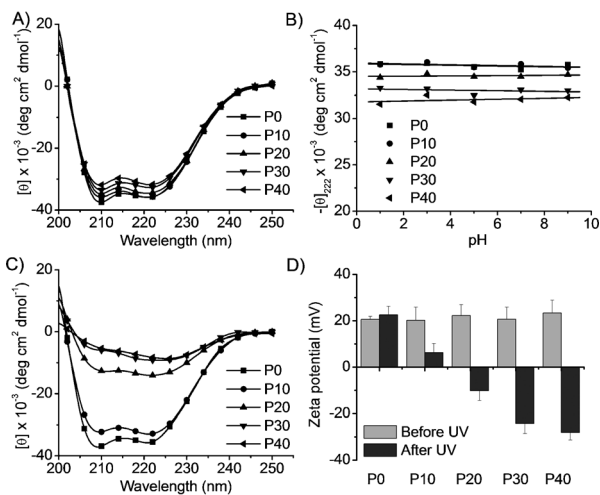 A)
20
0
-20
-40
[θ] x 10⁻³ (deg cm dmol⁻¹)
200 210 220 230 240 250
Wavelength (nm)
P0
P10
P20
P30
P40
B)
40
35
30
25
20
-[θ]₂₂₂ x 10⁻³ (deg cm dmol⁻¹)
0 2 4 6 8 10
pH
P0
P10
P20
P30
P40
C)
20
0
-20
-40
[θ] x 10⁻³ (deg cm² dmol⁻¹)
200 210 220 230 240 250
Wavelength (nm)
P0
P10
P20
P30
P40
D)
40
20
0
-20
-40
Zeta potential (mV)
Before UV
After UV
P0 P10 P20 P30 P40